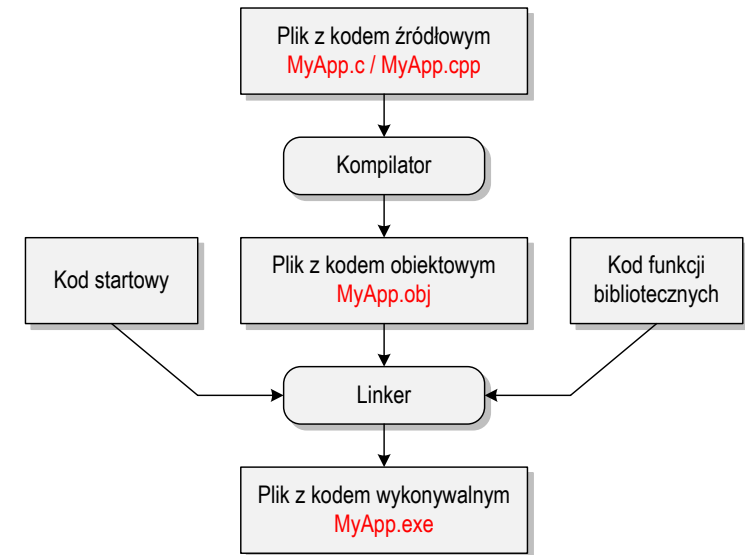 Plik z kodem źródłowym
MyApp.c / MyApp.cpp
Kompilator
Kod startowy
Plik z kodem obiektowym
MyApp.obj
Kod funkcji
bibliotecznych
Linker
Plik z kodem wykonywalnym
MyApp.exe